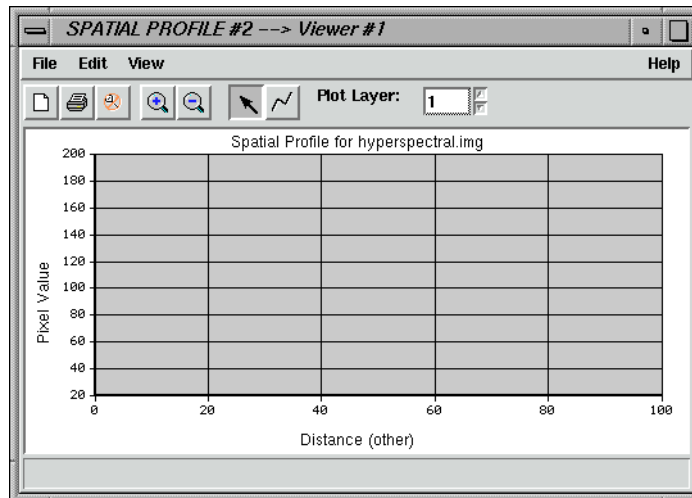 SPATIAL PROFILE #2 --> Viewer #1
File Edit View Help
Plot Layer: 1
Spatial Profile for hyperspectral.img
200
180
160
140
120
100
80
60
40
20
Pixel Value
0 20 40 60 80 100
Distance (other)